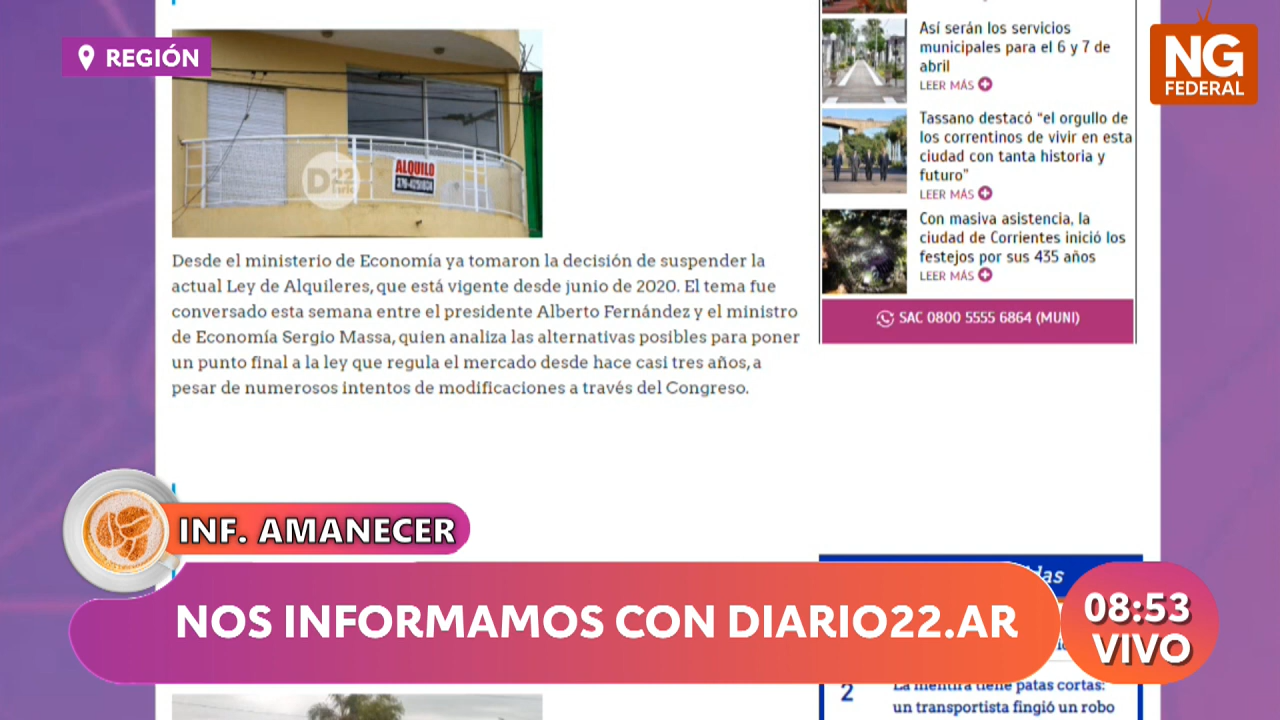 REGIÓN
NG
FEDERAL
ALQUILO
D22
Desde el ministerio de Economía ya tomaron la decisión de suspender la
actual Ley de Alquileres, que está vigente desde junio de 2020. El tema fue
conversado esta semana entre el presidente Alberto Fernández y el ministro
de Economía Sergio Massa, quien analiza las alternativas posibles para poner
un punto final a la ley que regula el mercado desde hace casi tres años, a
pesar de numerosos intentos de modificaciones a través del Congreso.
Así serán los servicios
municipales para el 6 y 7 de
abril
LEER MÁS
Tassano destacó “el orgullo de
los correntinos de vivir en esta
ciudad con tanta historia y
futuro”
LEER MÁS
Con masiva asistencia, la
ciudad de Corrientes inició los
festejos por sus 435 años
LEER MÁS
SAC 0800 5555 6864 (MUNI)
INF. AMANECER
NOS INFORMAMOS CON DIARIO22.AR
08:53
VIVO
2
La mentira tiene patas cortas:
un transportista fingió un robo